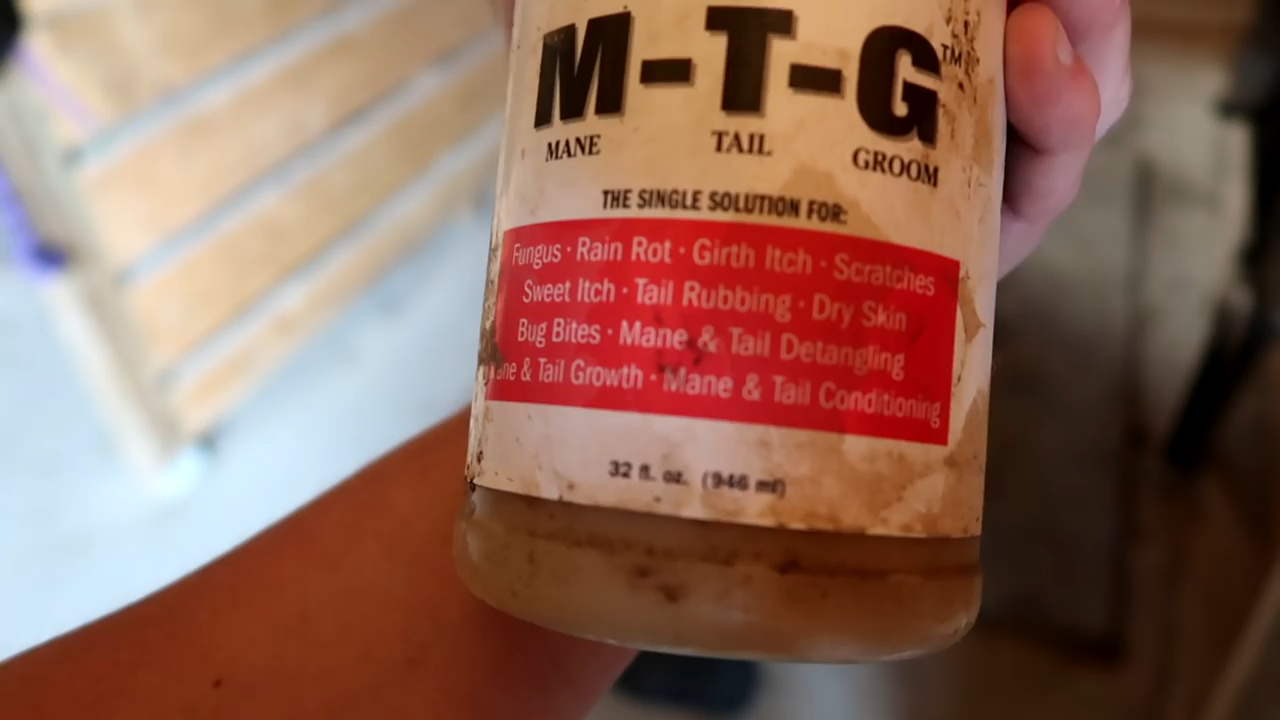 M-T-G™
MANE TAIL GROOM
THE SINGLE SOLUTION FOR:
Fungus · Rain Rot · Girth Itch · Scratches
Sweet Itch · Tail Rubbing · Dry Skin
Bug Bites · Mane & Tail Detangling
ane & Tail Growth · Mane & Tail Conditioning
32 fl. oz. (946 ml)